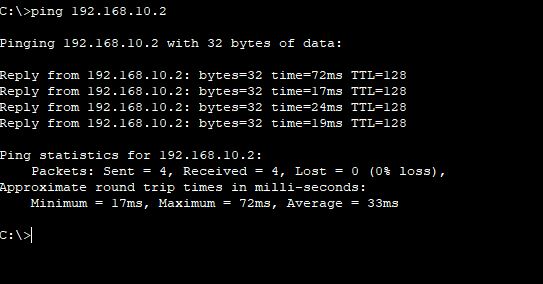 C:\>ping 192.168.10.2
Pinging 192.168.10.2 with 32 bytes of data:
Reply from 192.168.10.2: bytes=32 time=72ms TTL=128
Reply from 192.168.10.2: bytes=32 time=17ms TTL=128
Reply from 192.168.10.2: bytes=32 time=24ms TTL=128
Reply from 192.168.10.2: bytes=32 time=19ms TTL=128
Ping statistics for 192.168.10.2:
    Packets: Sent = 4, Received = 4, Lost = 0 (0% loss),
Approximate round trip times in milli-seconds:
    Minimum = 17ms, Maximum = 72ms, Average = 33ms
C:\>